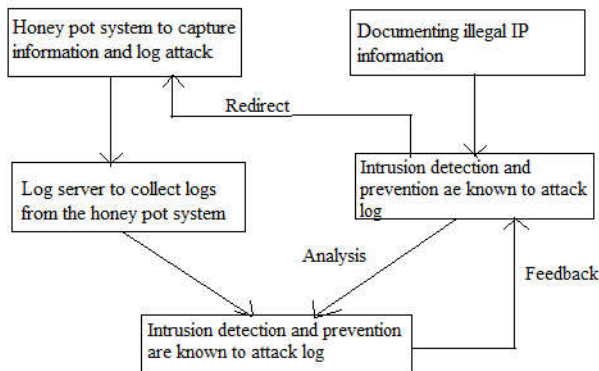 Honey pot system to capture
information and log attack
Documenting illegal IP
information
Redirect
Log server to collect logs
from the honey pot system
Intrusion detection and
prevention ae known to attack
log
Analysis
Feedback
Intrusion detection and prevention
are known to attack log